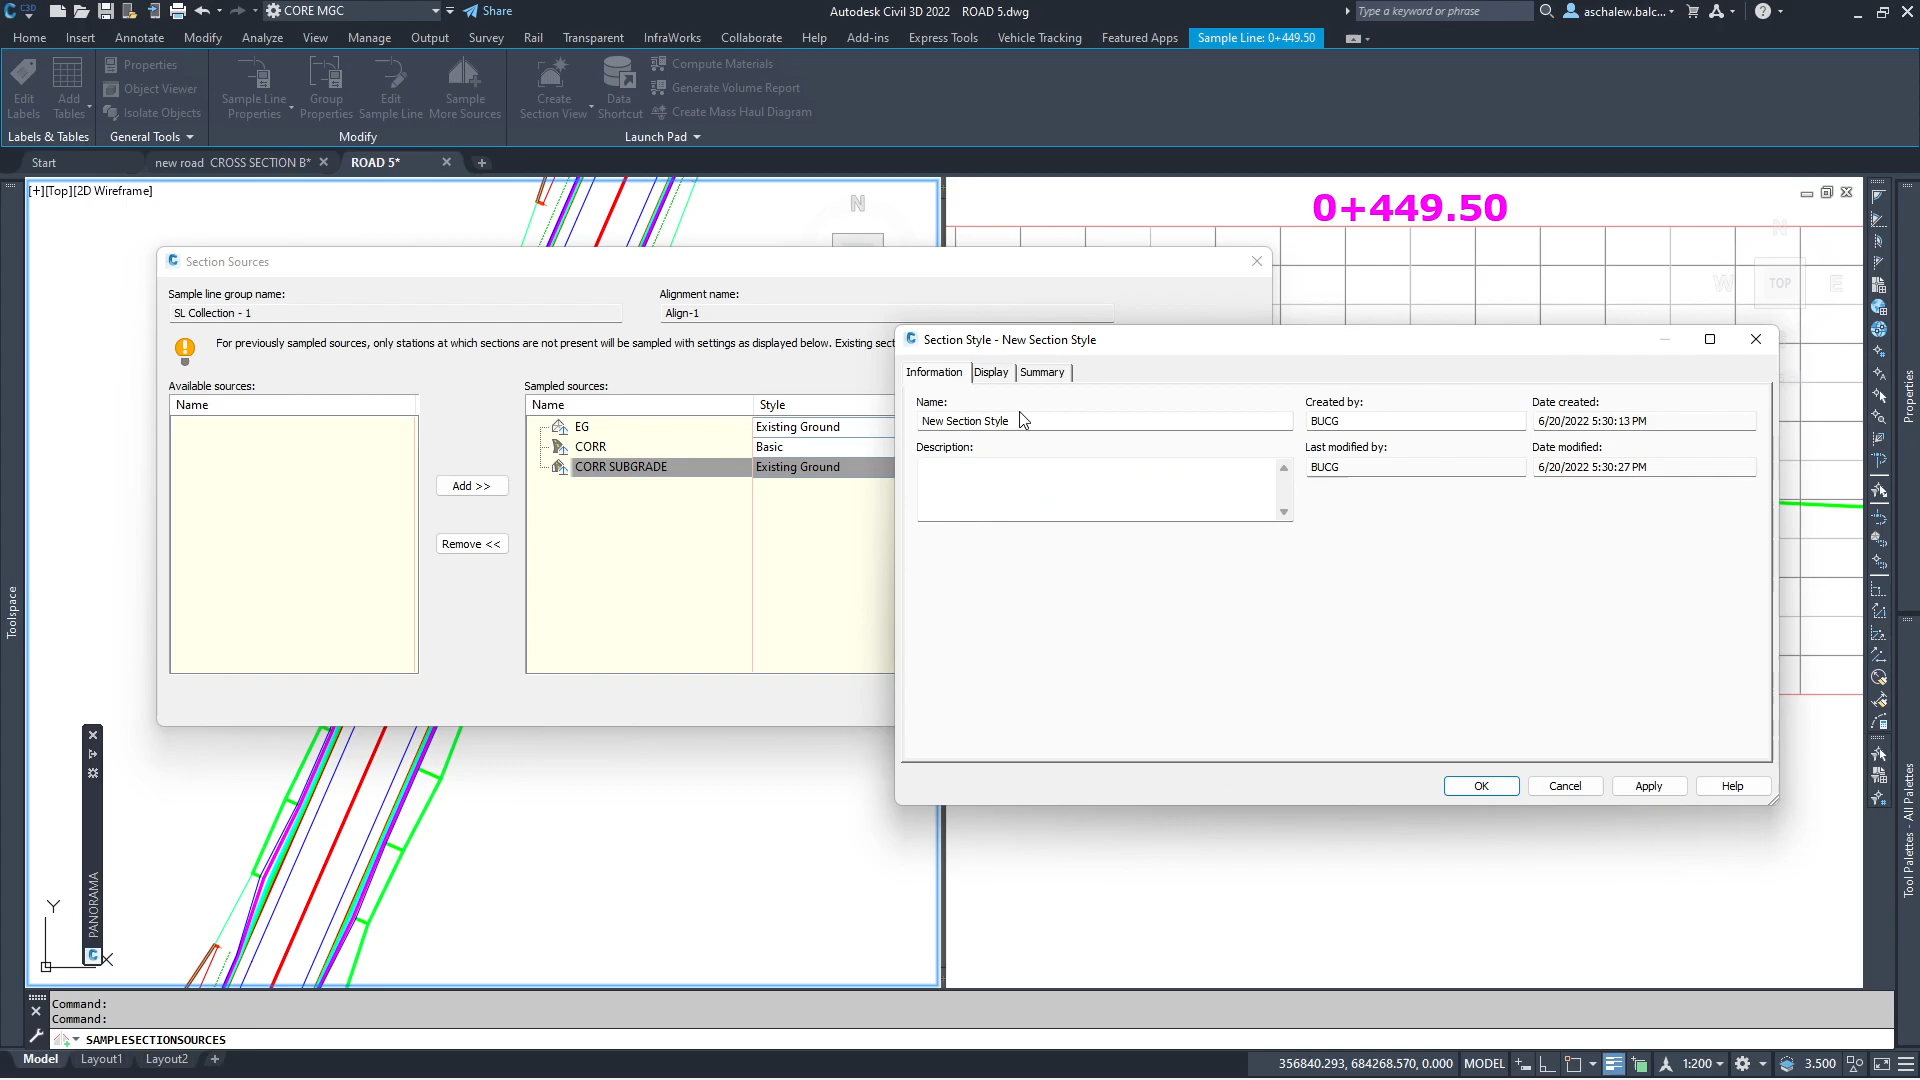 C3D
CORE MGC
Share
Autodesk Civil 3D 2022 ROAD 5.dwg
Type a keyword or phrase
aschalew.balc...
Home Insert Annotate Modify Analyze View Manage Output Survey Rail Transparent InfraWorks Collaborate Help Add-ins Express Tools Vehicle Tracking Featured Apps Sample Line: 0+449.50
Edit Labels
Add Tables
Properties
Object Viewer
Isolate Objects
Sample Line Properties
Group Properties
Edit Sample Line
Sample More Sources
Create Section View
Data Shortcut
Compute Materials
Generate Volume Report
Create Mass Haul Diagram
Labels & Tables General Tools Modify Launch Pad
Start new road CROSS SECTION B* ROAD 5*
[+][Top][2D Wireframe]
N
0+449.50
N
W TOP E
Section Sources
Sample line group name: Alignment name:
SL Collection - 1 Align-1
For previously sampled sources, only stations at which sections are not present will be sampled with settings as displayed below. Existing sect
Available sources: Sampled sources:
Name Name Style
EG Existing Ground
CORR Basic
CORR SUBGRADE Existing Ground
Add >>
Remove <<
Section Style - New Section Style
Information Display Summary
Name: Created by: Date created:
New Section Style BUCG 6/20/2022 5:30:13 PM
Description: Last modified by: Date modified:
BUCG 6/20/2022 5:30:27 PM
OK Cancel Apply Help
Toolspace
Properties
Tool Palettes - All Palettes
PANORAMA
Y
X
Command:
Command:
SAMPLESECTIONSOURCES
Model Layout1 Layout2
356840.293, 684268.570, 0.000 MODEL 1:200 3.500